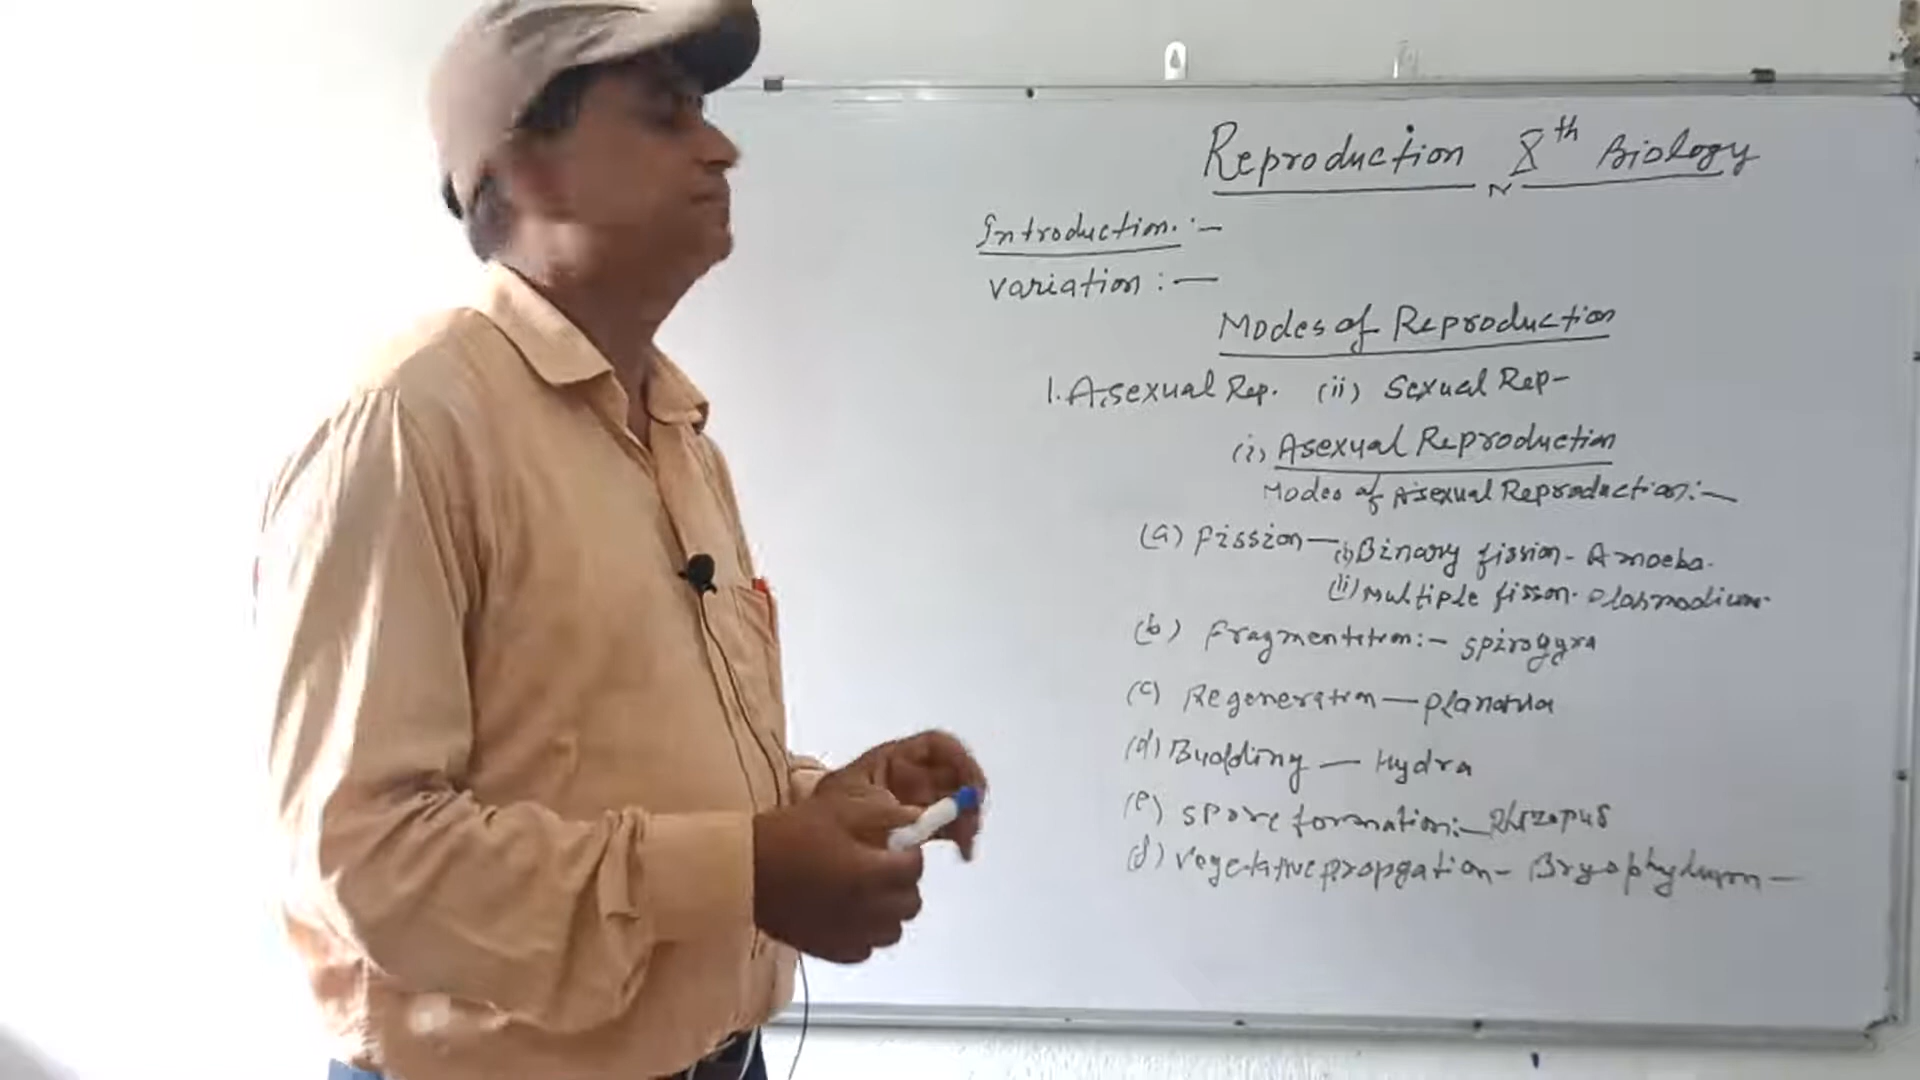 Reproduction Xth Biology
Introduction :-
Variation :-
Modes of Reproduction
1. Asexual Rep. (ii) Sexual Rep-
(i) Asexual Reproduction
Modes of Asexual Reproduction :-
(a) Fission - (i) Binary fission - Amoeba.
(ii) Multiple fisson. Plasmodium.
(b) Fragmentation :- Spirogyra
(c) Regeneration - Planaria
(d) Budding - Hydra
(e) Spore formation :- Rhizopus
(d) Vegetative propgation - Bryophyllum -